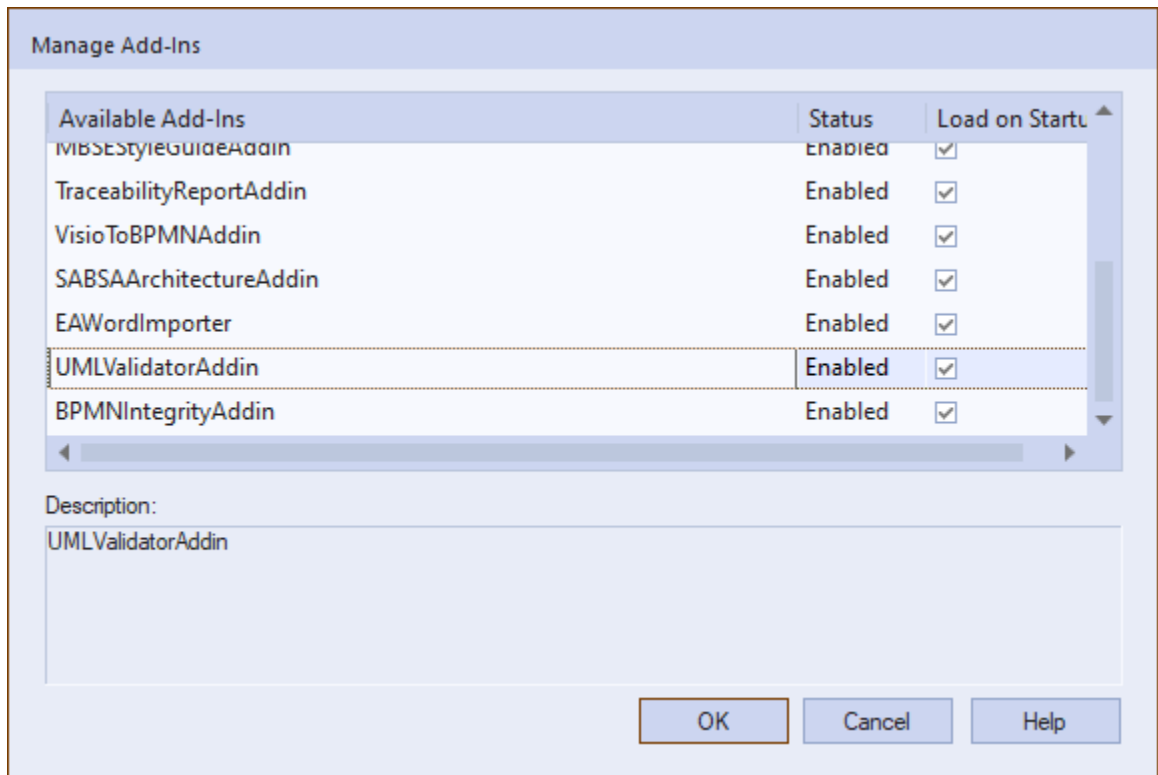 Manage Add-Ins
Available Add-Ins Status Load on Startu
MBSEStyleGuideAddin Enabled
TraceabilityReportAddin Enabled
VisioToBPMNAddin Enabled
SABSAArchitectureAddin Enabled
EAWordImporter Enabled
UMLValidatorAddin Enabled
BPMNIntegrityAddin Enabled
Description:
UMLValidatorAddin
OK Cancel Help